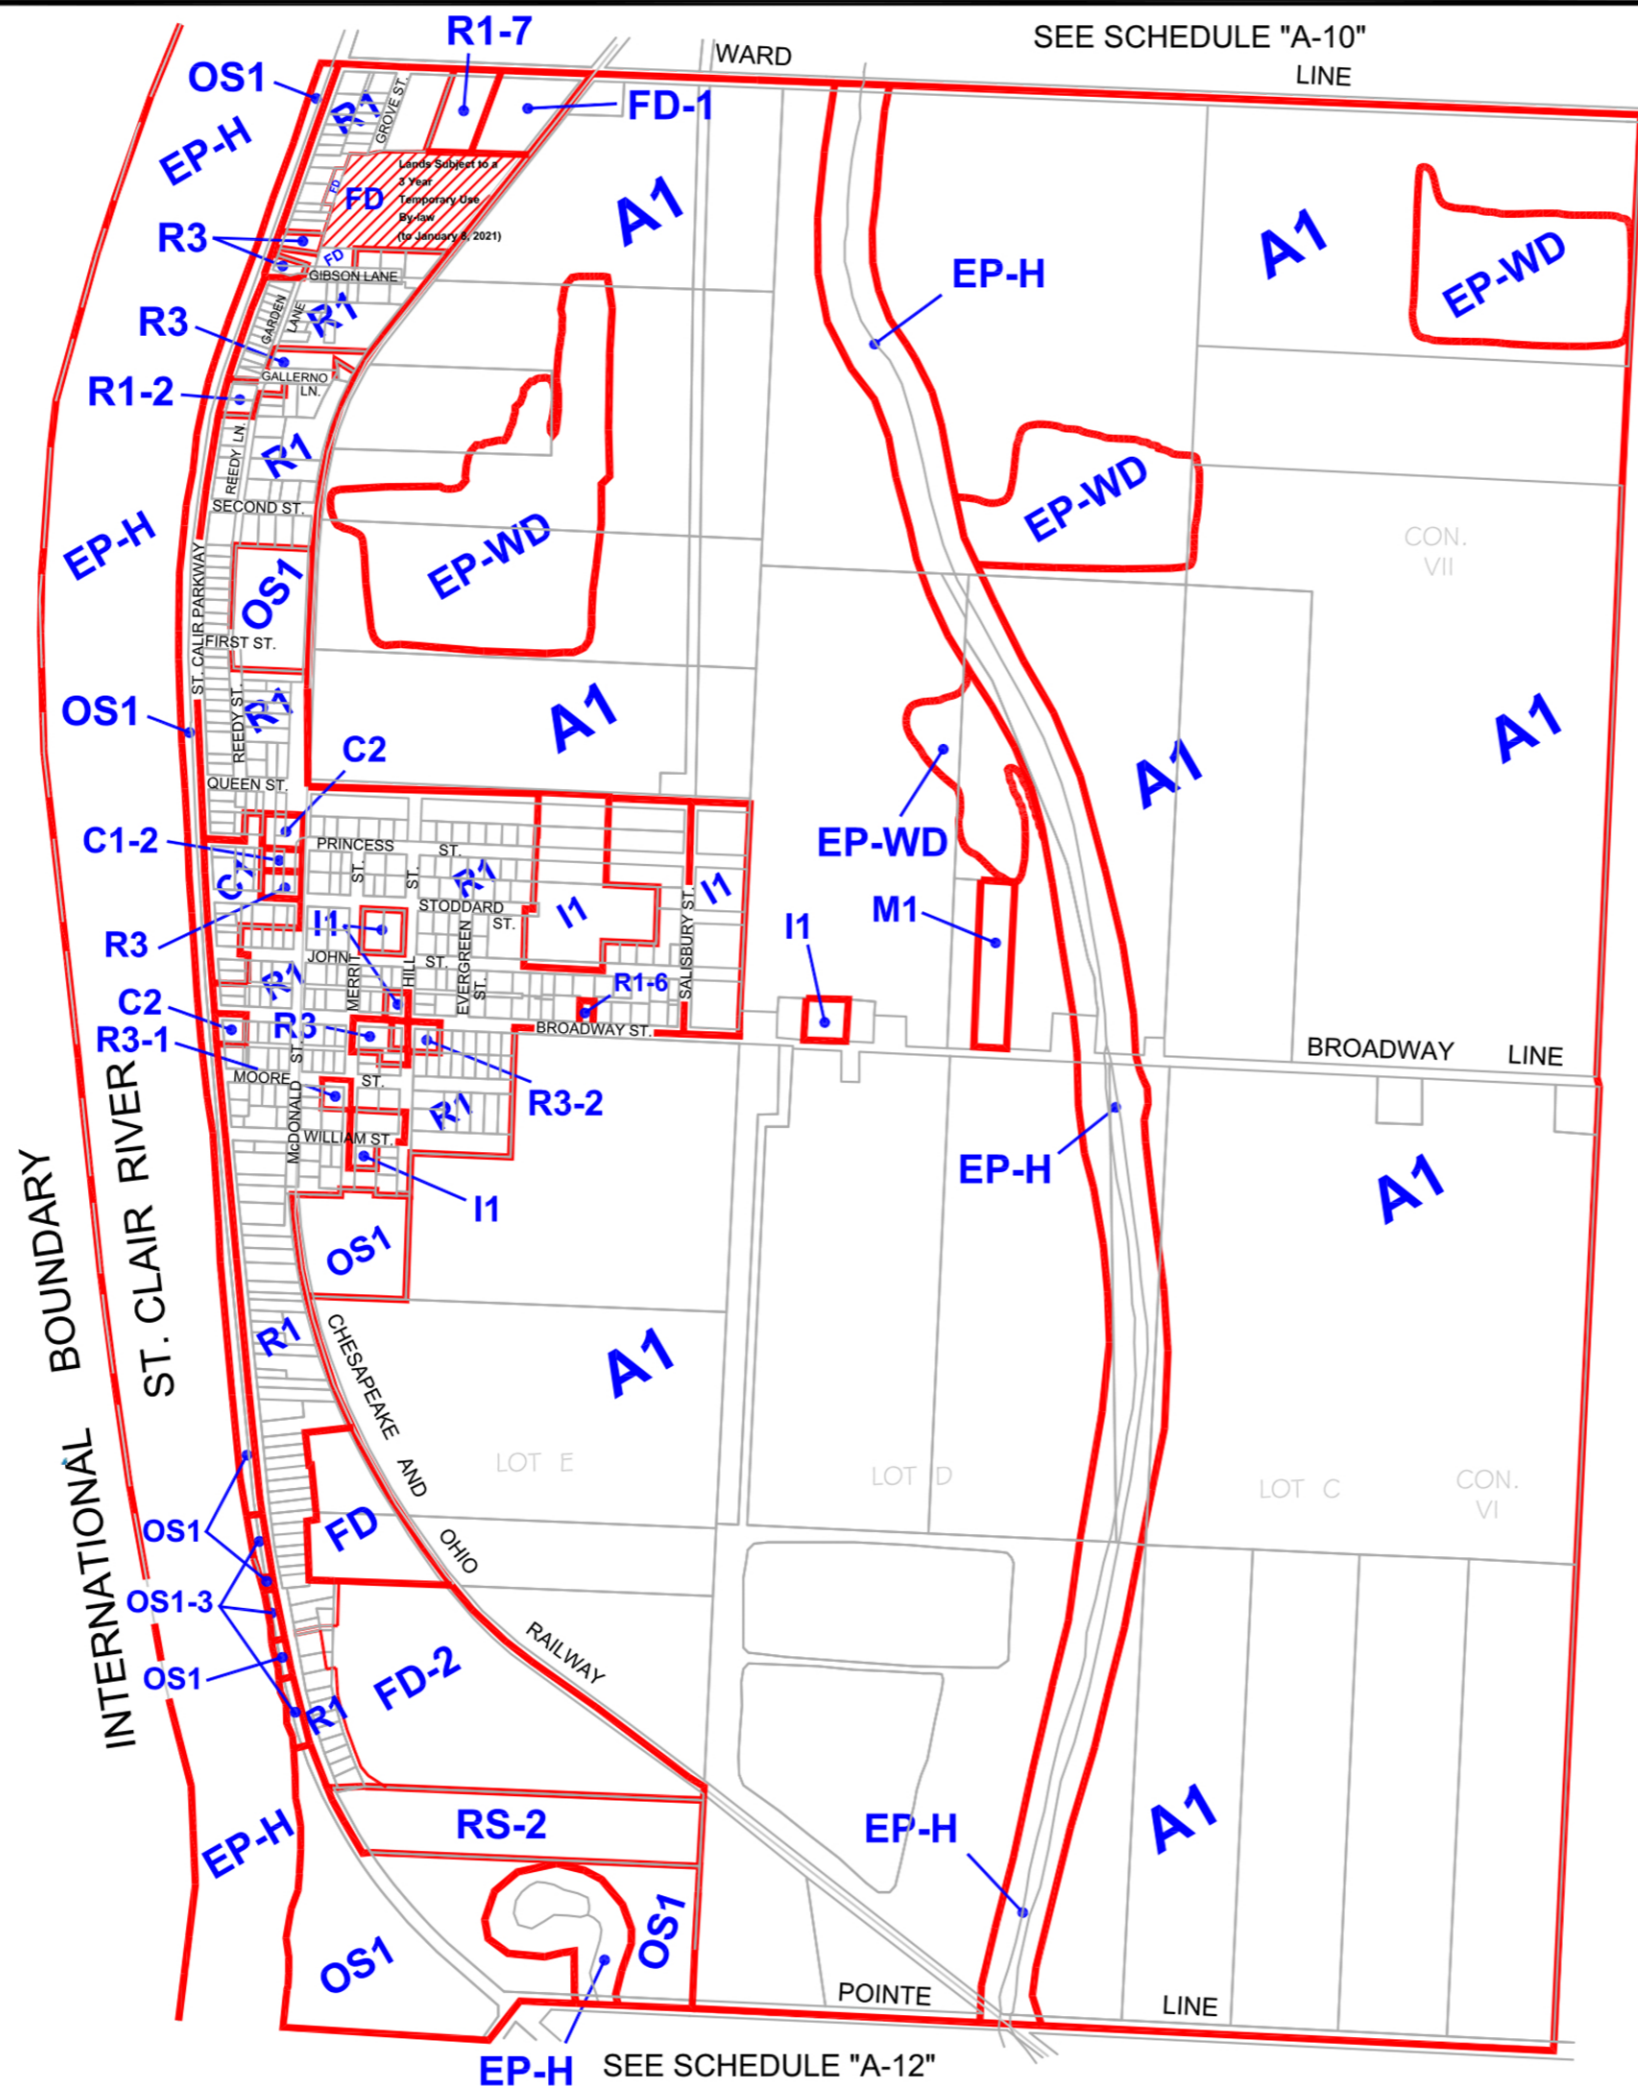 SEE SCHEDULE "A-10"
R1-7
WARD
LINE
OS1
R1
GROVE ST.
FD-1
EP-H
Lands Subject to a
3 Year
Temporary Use
By-law
(to January 8, 2021)
FD
FD
A1
A1
EP-WD
R3
FD
GIBSON LANE
EP-H
GARDEN
LANE
R1
R3
GALLERNO
LN.
R1-2
REEDY LN.
R1
SECOND ST.
EP-WD
EP-H
EP-WD
CON.
VII
ST. CALIR PARKWAY
OS1
FIRST ST.
REEDY ST.
R1
OS1
A1
A1
A1
C2
QUEEN ST.
C1-2
PRINCESS
ST.
EP-WD
ST.
ST.
R1
I1
C1
STODDARD
ST.
I1
M1
R3
I1
I1
JOHN
ST.
MERRIT
HILL
EVERGREEN
ST.
SALISBURY ST.
R1
R1-6
C2
R3
BROADWAY ST.
BROADWAY
LINE
R3-1
ST.
MOORE
ST.
R3-2
McDONALD
R1
WILLIAM ST.
EP-H
I1
A1
OS1
INTERNATIONAL
BOUNDARY
ST. CLAIR RIVER
R1
CHESAPEAKE
AND
OHIO
RAILWAY
A1
LOT E
LOT D
LOT C
CON.
VI
OS1
FD
OS1-3
OS1
FD-2
R1
RS-2
EP-H
EP-H
A1
OS1
OS1
POINTE
LINE
EP-H
SEE SCHEDULE "A-12"